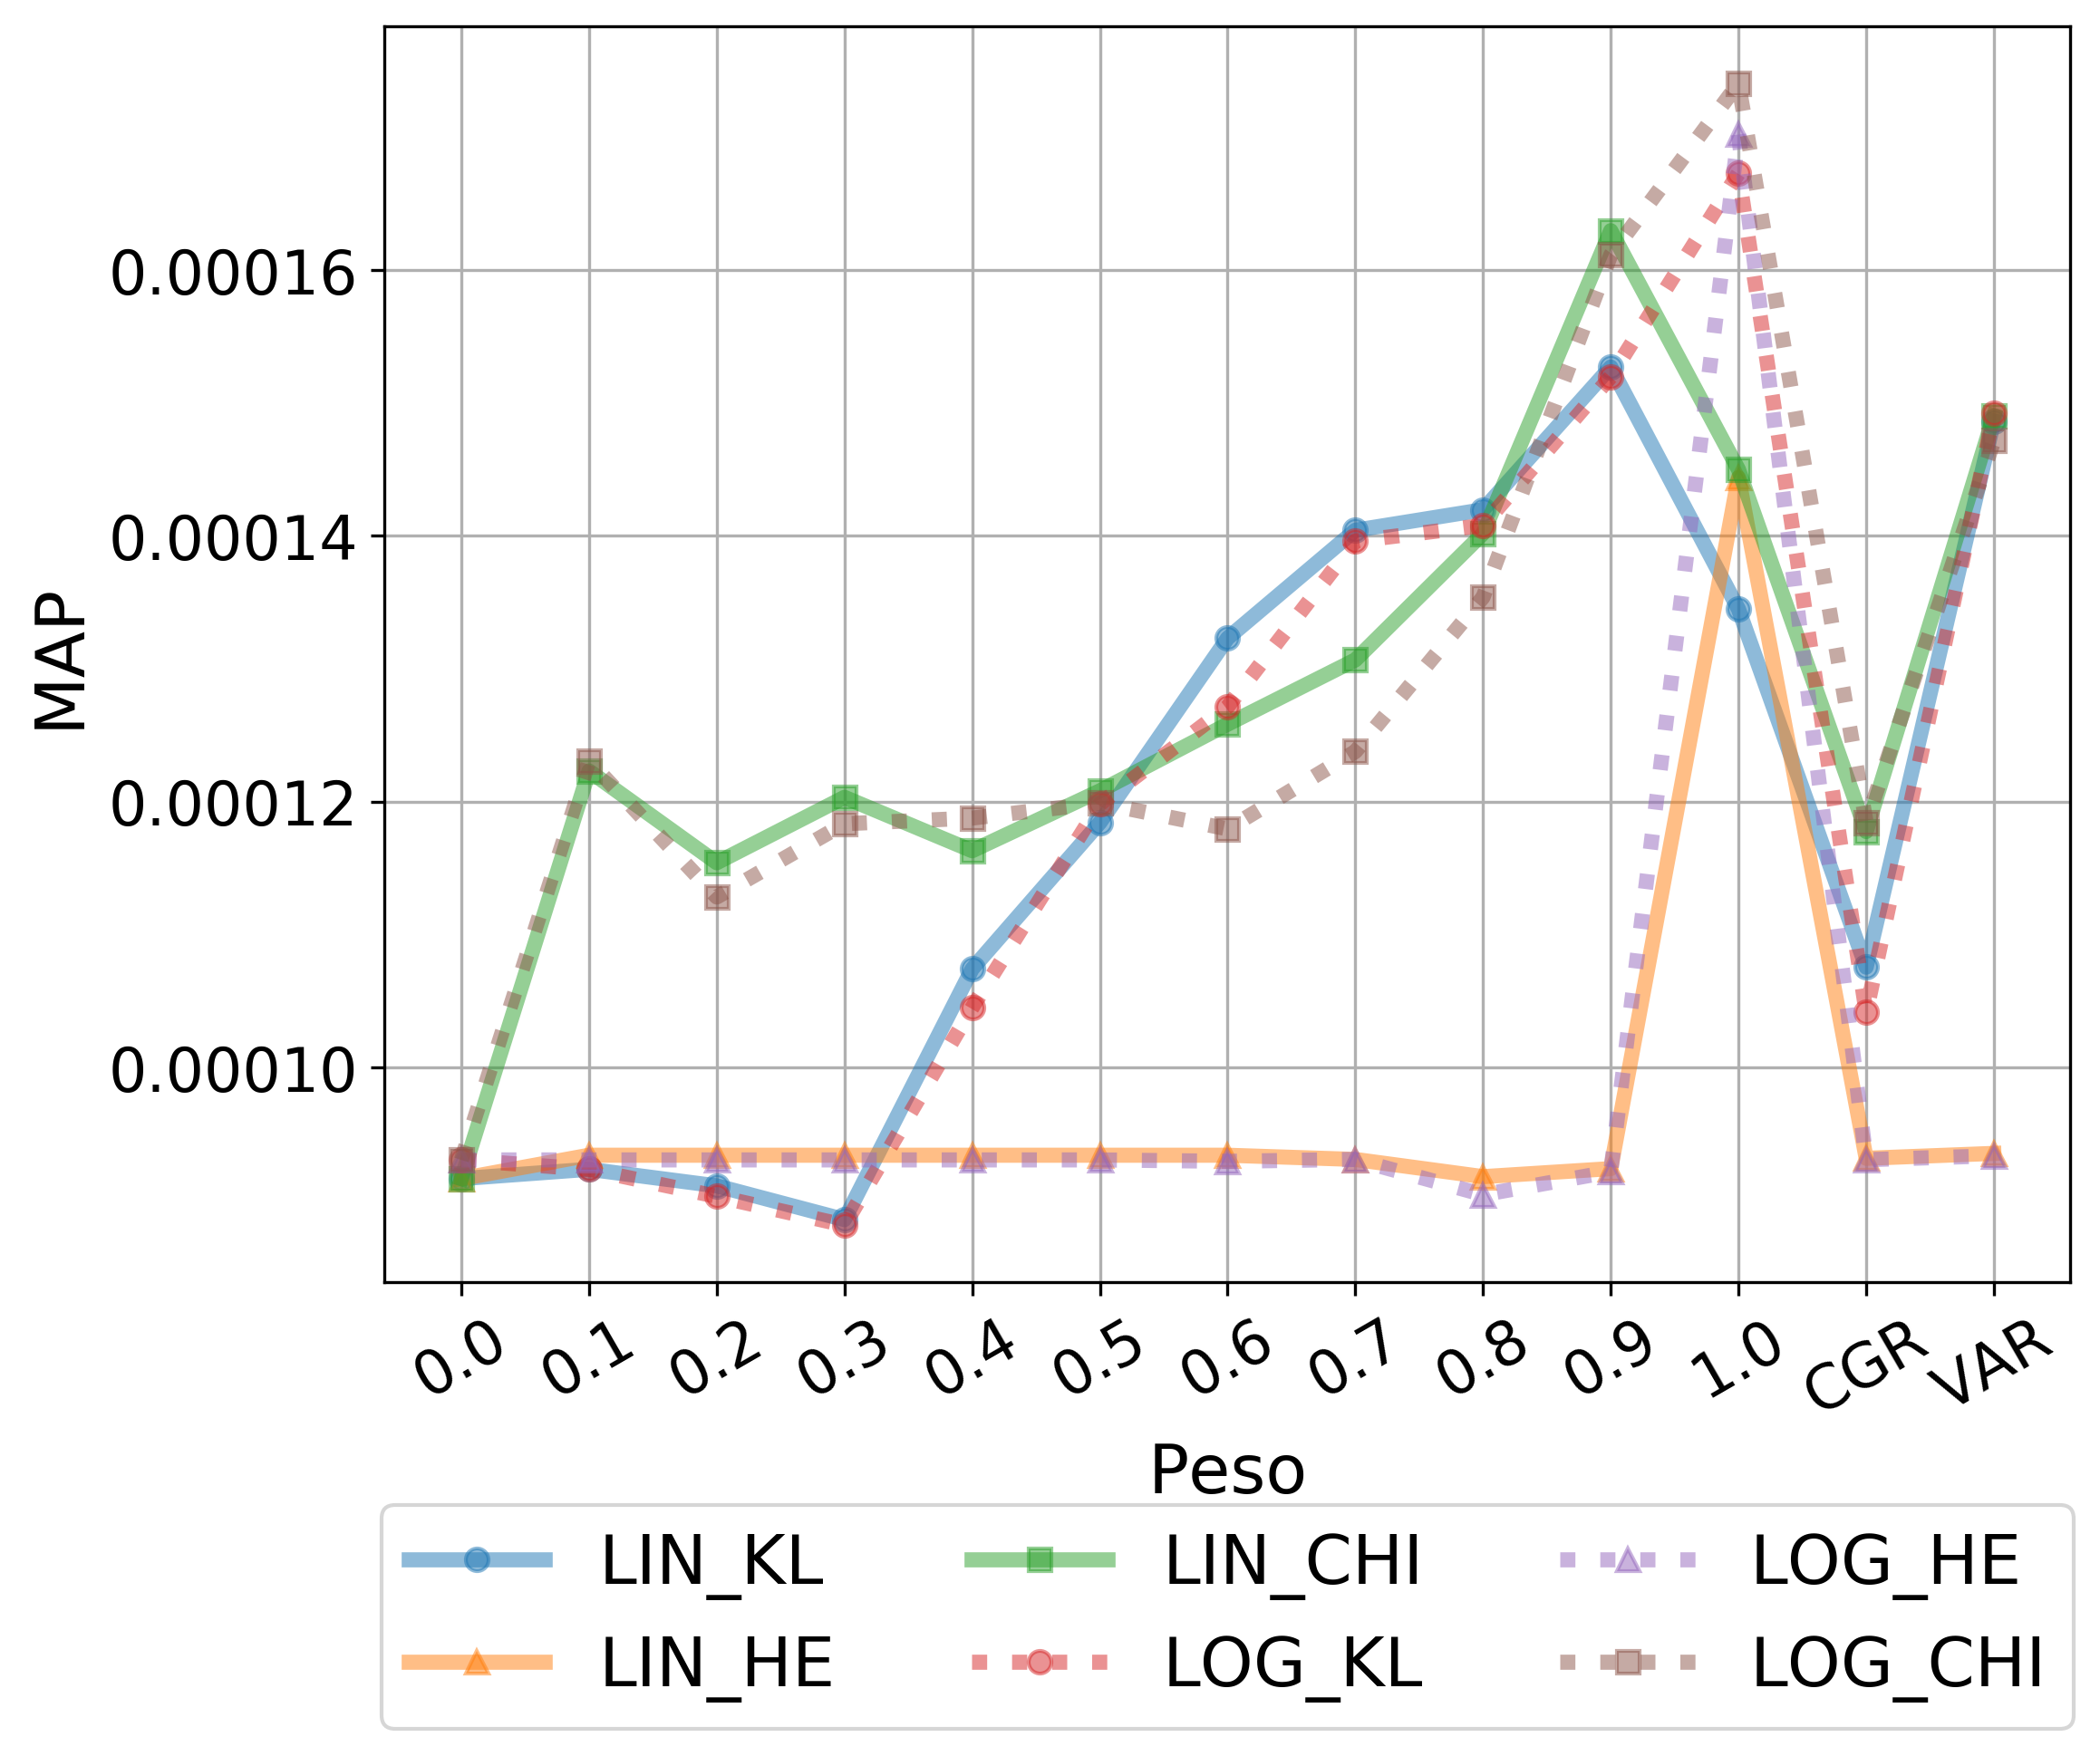 0.00016
0.00014
0.00012
0.00010
MAP
0.0 0.1 0.2 0.3 0.4 0.5 0.6 0.7 0.8 0.9 1.0 CGR VAR
Peso
LIN_KL LIN_CHI LOG_HE
LIN_HE LOG_KL LOG_CHI